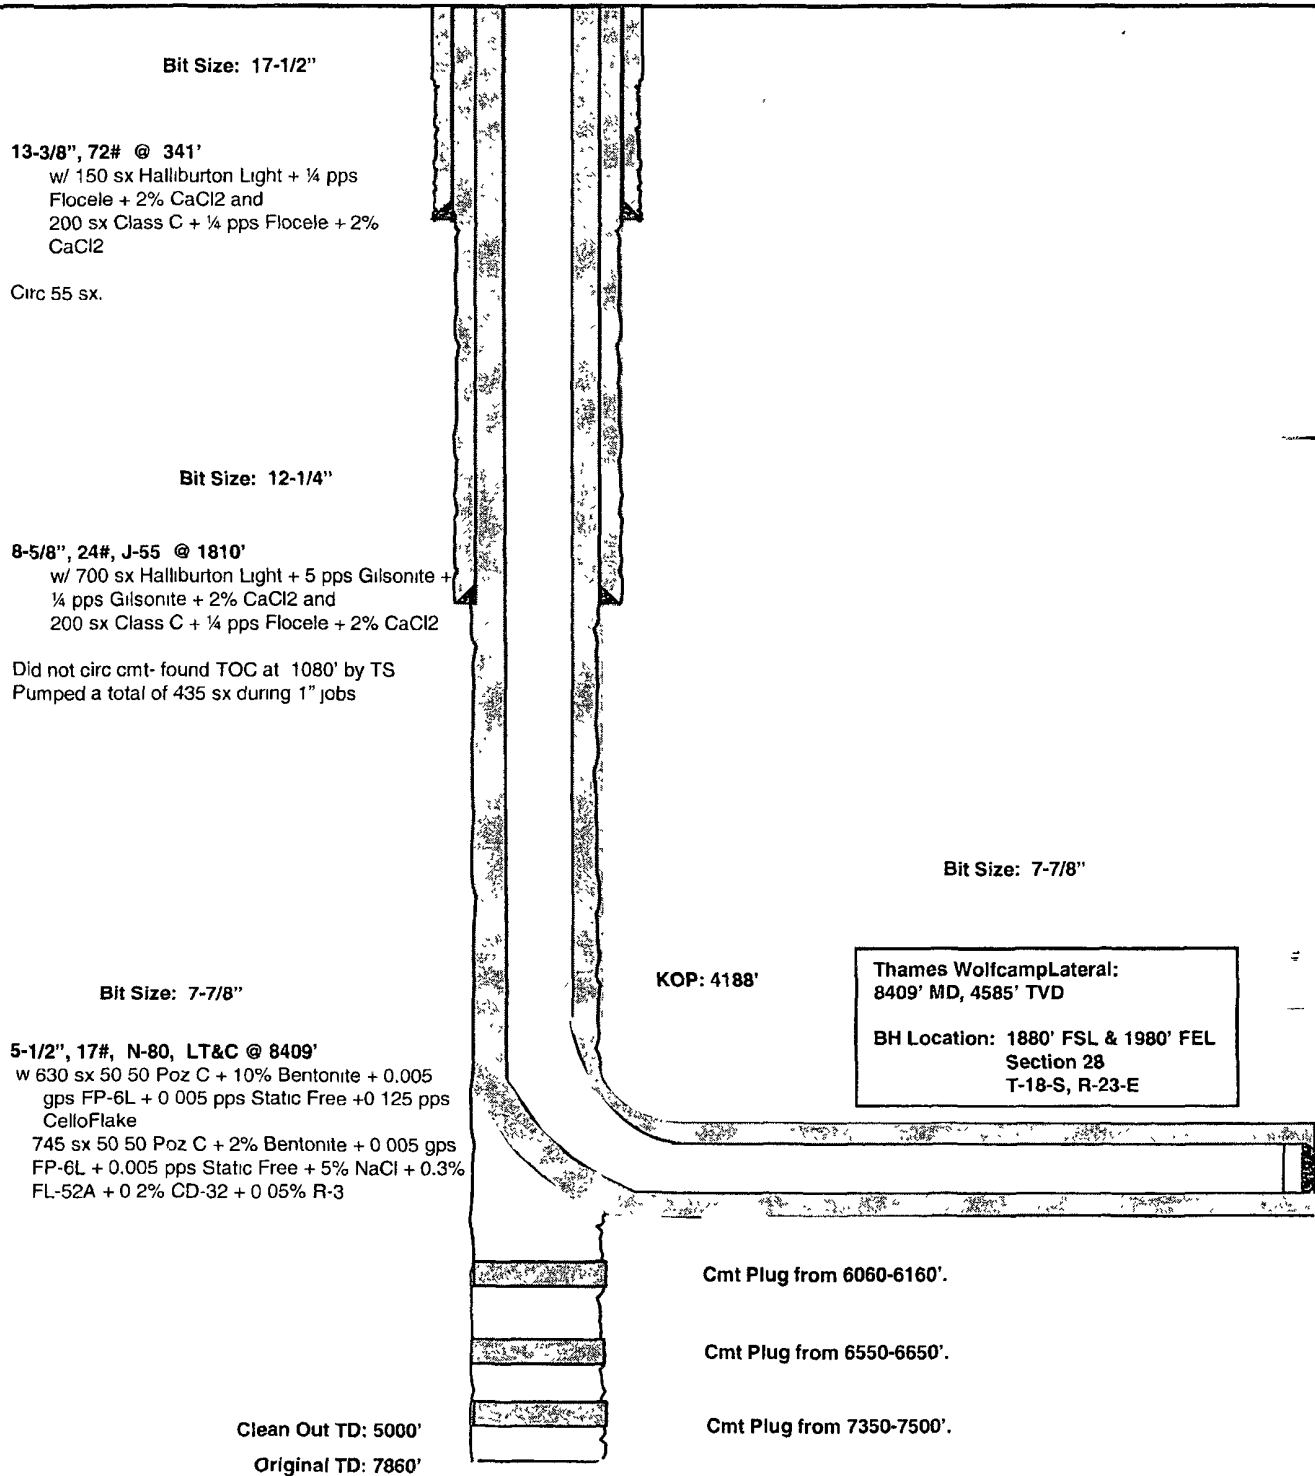 Bit Size: 17-1/2"
13-3/8", 72# @ 341'
w/ 150 sx Halliburton Light + ¼ pps
Flocele + 2% CaCl2 and
200 sx Class C + ¼ pps Flocele + 2%
CaCl2
Circ 55 sx.
Bit Size: 12-1/4"
8-5/8", 24#, J-55 @ 1810'
w/ 700 sx Halliburton Light + 5 pps Gilsonite +
¼ pps Gilsonite + 2% CaCl2 and
200 sx Class C + ¼ pps Flocele + 2% CaCl2
Did not circ cmt- found TOC at 1080' by TS
Pumped a total of 435 sx during 1" jobs
Bit Size: 7-7/8"
KOP: 4188'
Thames WolfcampLateral:
8409' MD, 4585' TVD
BH Location: 1880' FSL & 1980' FEL
Section 28
T-18-S, R-23-E
Bit Size: 7-7/8"
5-1/2", 17#, N-80, LT&C @ 8409'
w 630 sx 50 50 Poz C + 10% Bentonite + 0.005
gps FP-6L + 0 005 pps Static Free +0 125 pps
CelloFlake
745 sx 50 50 Poz C + 2% Bentonite + 0 005 gps
FP-6L + 0.005 pps Static Free + 5% NaCl + 0.3%
FL-52A + 0 2% CD-32 + 0 05% R-3
Cmt Plug from 6060-6160'.
Cmt Plug from 6550-6650'.
Cmt Plug from 7350-7500'.
Clean Out TD: 5000'
Original TD: 7860'